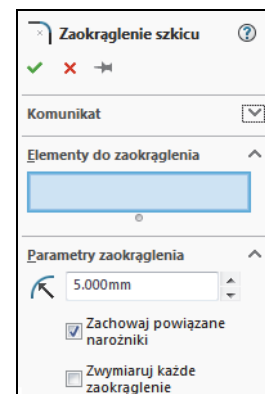 Zaokrąglenie szkicu
Komunikat
Elementy do zaokrąglenia
Parametry zaokrąglenia
5.000mm
Zachowaj powiązane
narożniki
Zwymiaruj każde
zaokrąglenie